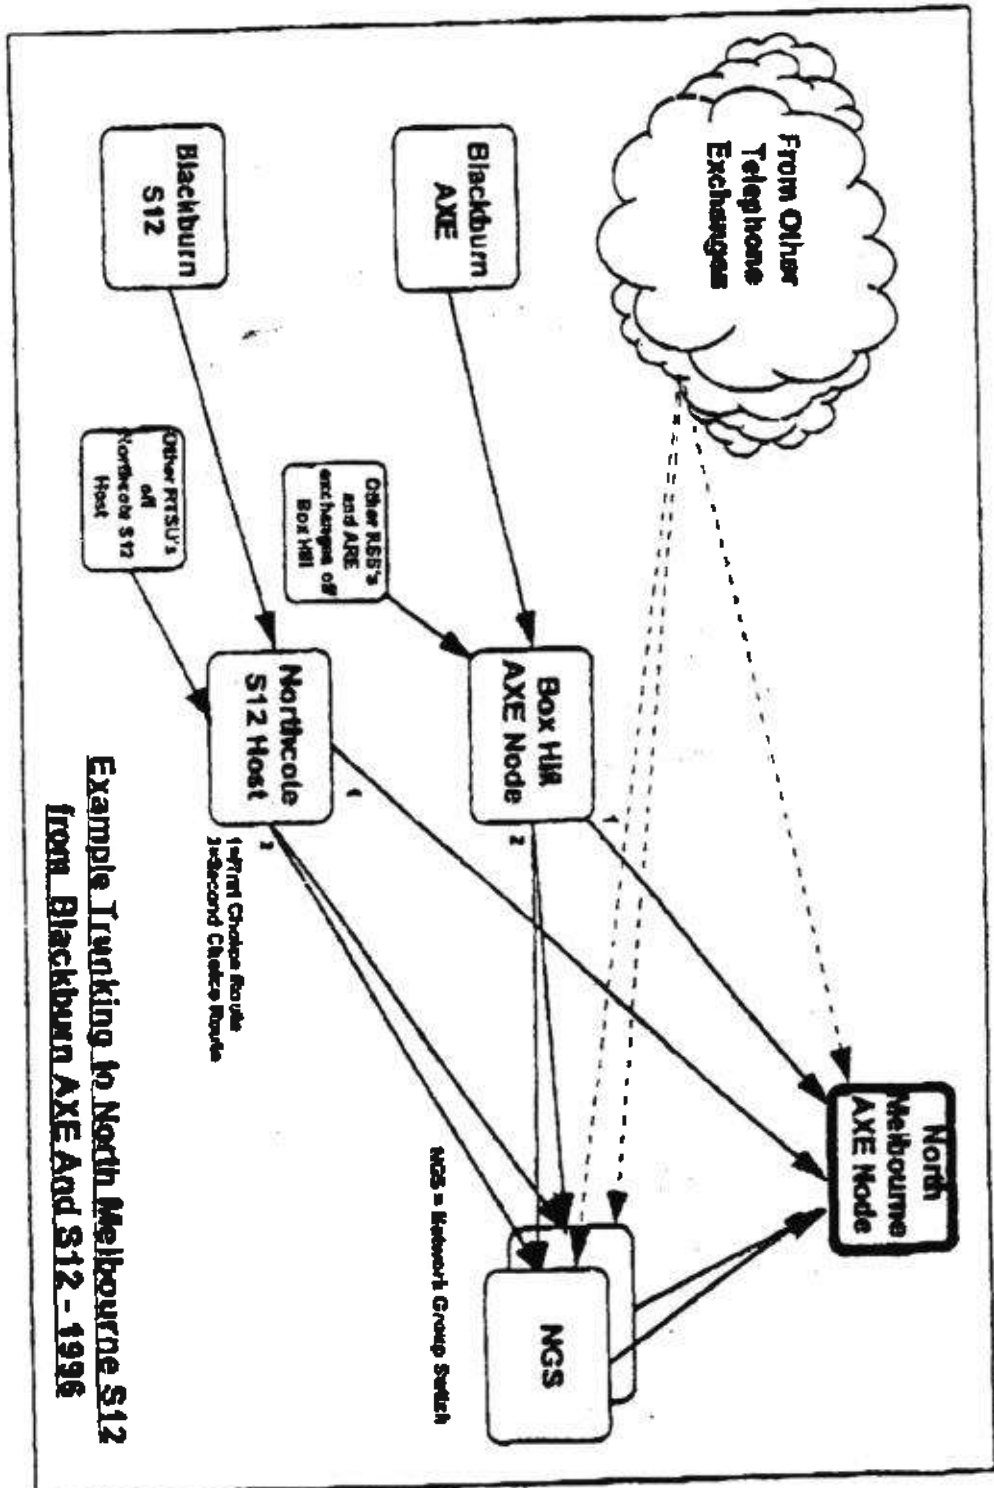 From Other
Telephone
Exchanges
North
Melbourne
AXE Node
Blackburn
AXE
Box Hill
AXE Node
1
2
Other RSS's
and ARE
exchanges off
Box Hill
NGS
NGS = Network Group Switch
Blackburn
S12
Northcote
S12 Host
1
2
1=First Choice Route
2=Second Choice Route
Other RTSU's
off
Northcote S12
Host
Example Trunking to North Melbourne S12
from Blackburn AXE And S12 - 1996